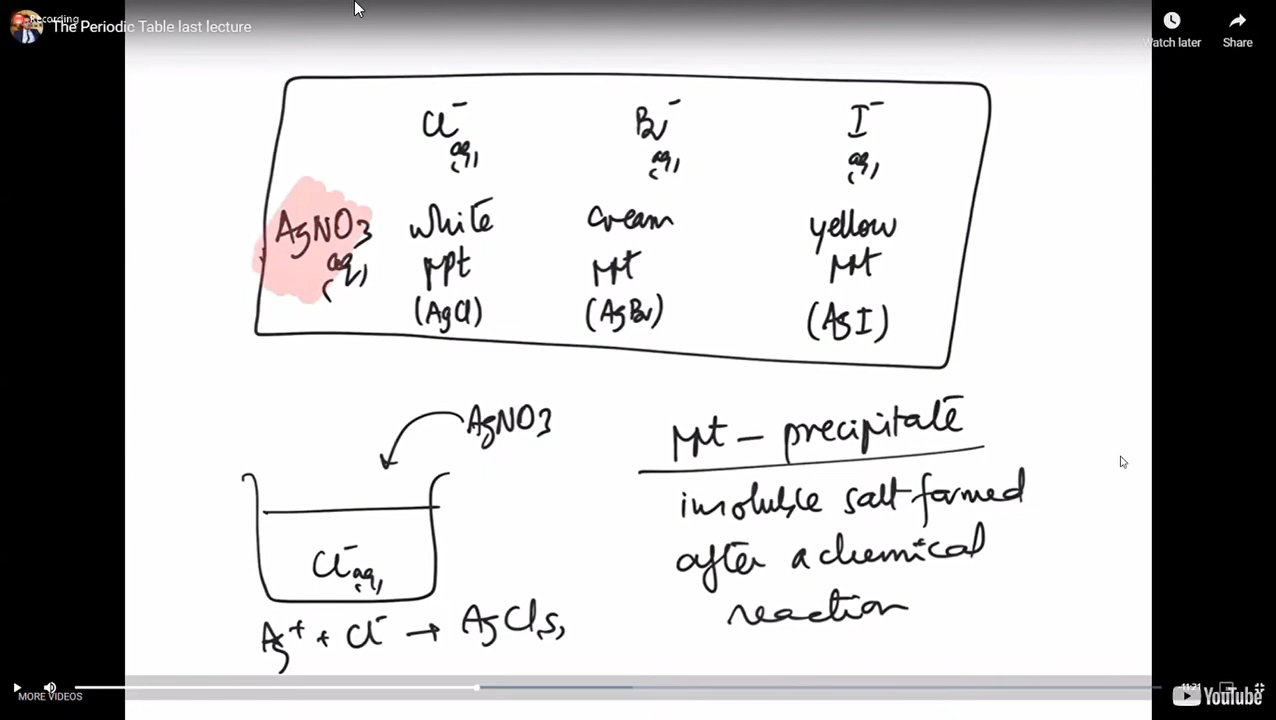 Recording
The Periodic Table last lecture
Watch later
Share
Cl⁻(aq) Br⁻(aq) I⁻(aq)
AgNO3(aq)
white cream yellow
ppt ppt ppt
(AgCl) (AgBr) (AgI)
AgNO3
ppt – precipitate
insoluble salt formed
Cl⁻(aq)
after a chemical
reaction
Ag⁺ + Cl⁻ → AgCl(s)
MORE VIDEOS
YouTube